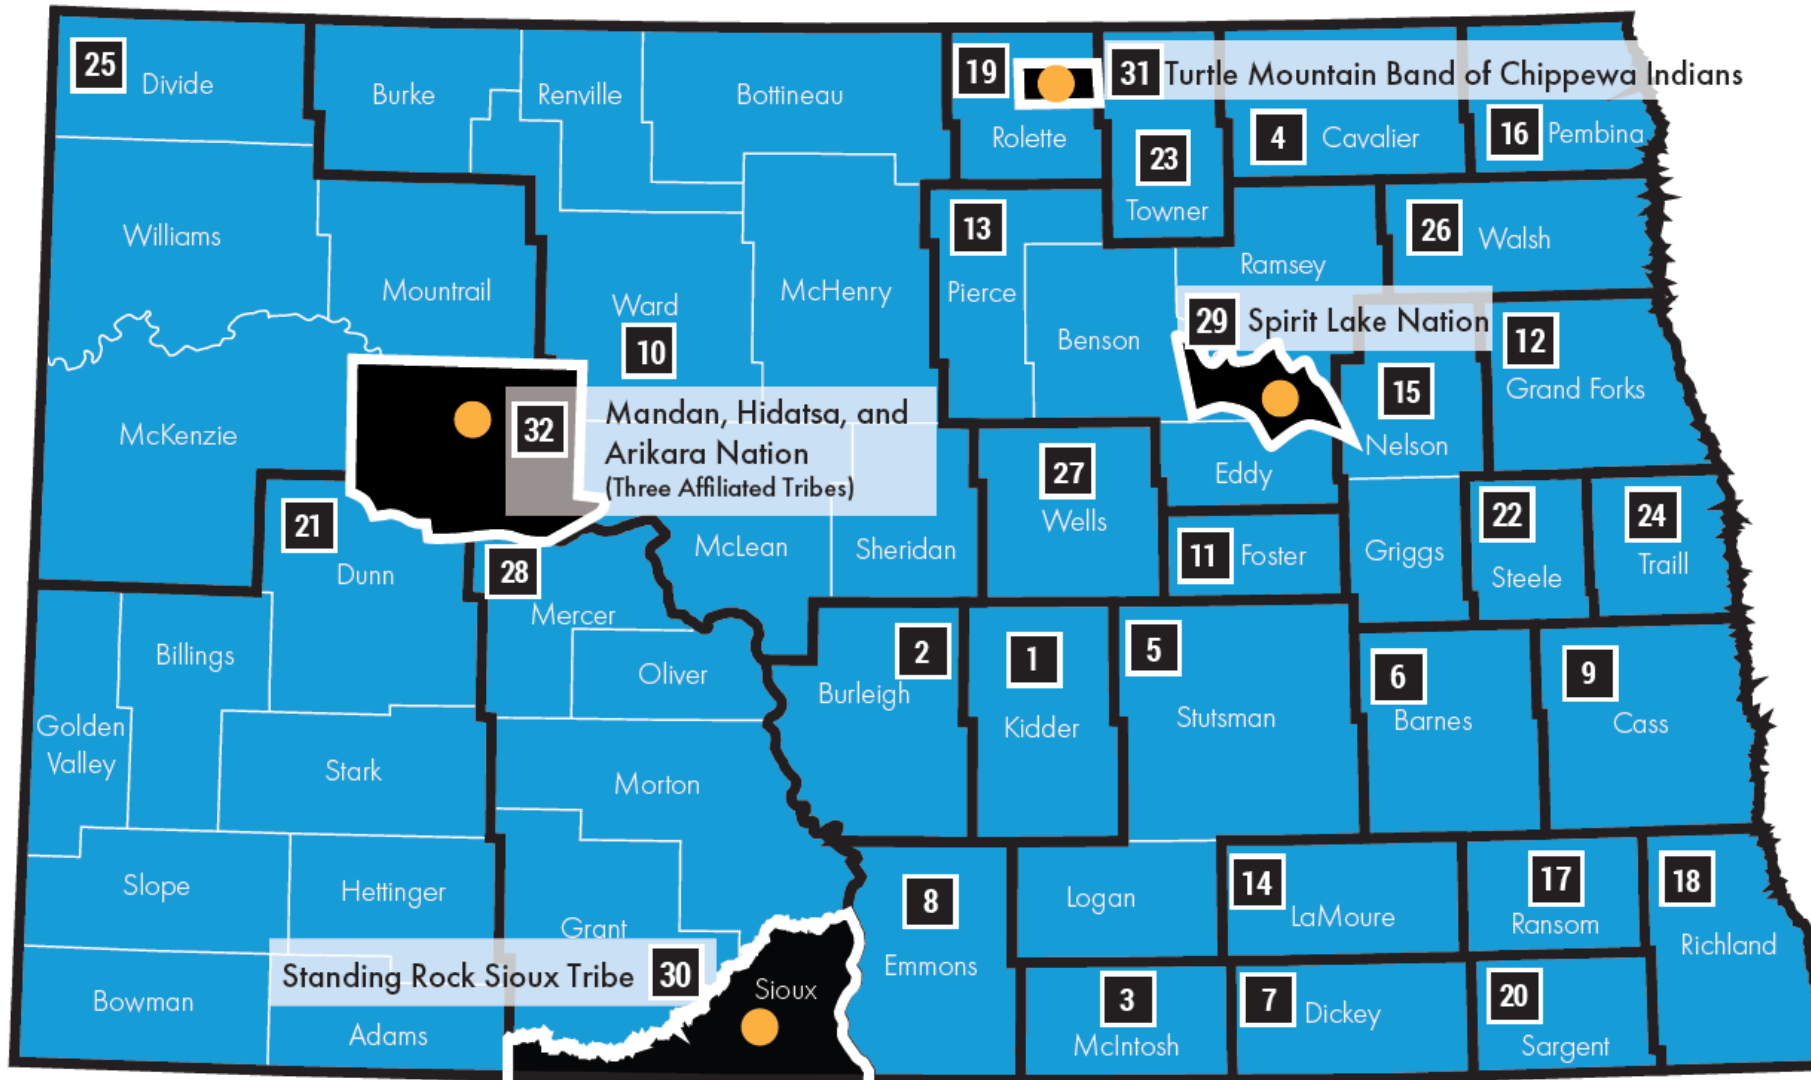 25
Divide
Burke
Renville
Bottineau
19
Rolette
31
Turtle Mountain Band of Chippewa Indians
23
Towner
4
Cavalier
16
Pembina
Williams
Mountrail
Ward
10
McHenry
13
Pierce
Benson
Ramsey
26
Walsh
29
Spirit Lake Nation
12
Grand Forks
15
Nelson
McKenzie
32
Mandan, Hidatsa, and
Arikara Nation
(Three Affiliated Tribes)
27
Wells
Eddy
21
Dunn
28
Mercer
McLean
Sheridan
11
Foster
Griggs
22
Steele
24
Traill
Billings
Oliver
2
Burleigh
1
Kidder
5
Stutsman
6
Barnes
9
Cass
Golden
Valley
Stark
Morton
Slope
Hettinger
Grant
8
Emmons
Logan
14
LaMoure
17
Ransom
18
Richland
Standing Rock Sioux Tribe
30
Sioux
Bowman
Adams
3
McIntosh
7
Dickey
20
Sargent